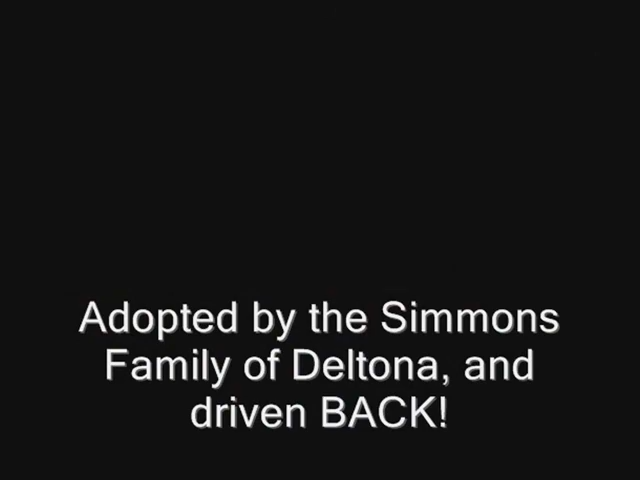 Adopted by the Simmons
Family of Deltona, and
driven BACK!